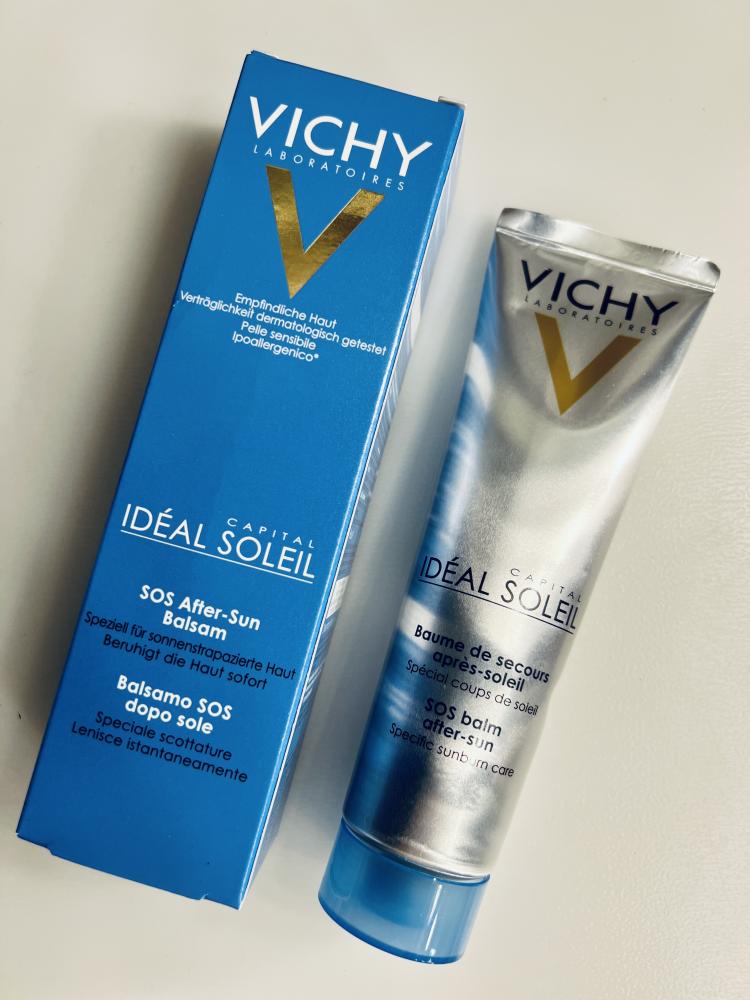 VICHY
LABORATOIRES
Empfindliche Haut
Verträglichkeit dermatologisch getestet
Pelle sensibile
Ipoallergenico*
CAPITAL
IDÉAL SOLEIL
SOS After-Sun
Balsam
Speziell für sonnenstrapazierte Haut
Beruhigt die Haut sofort
Balsamo SOS
dopo sole
Speciale scottature
Lenisce istantaneamente
VICHY
LABORATOIRES
CAPITAL
IDÉAL SOLEIL
Baume de secours
après-soleil
Spécial coups de soleil
SOS balm
after-sun
Specific sunburn care